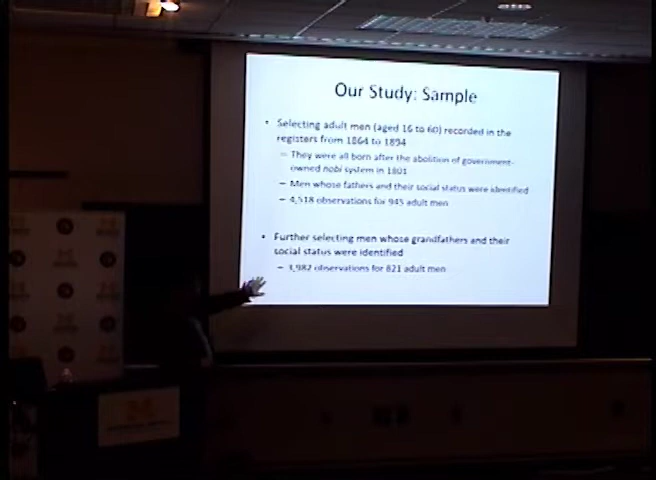 Our Study: Sample
• Selecting adult men (aged 16 to 60) recorded in the
registers from 1864 to 1894
– They were all born after the abolition of government-
owned nobi system in 1801
– Men whose fathers and their social status were identified
– 4,518 observations for 945 adult men
• Further selecting men whose grandfathers and their
social status were identified
– 3,982 observations for 821 adult men